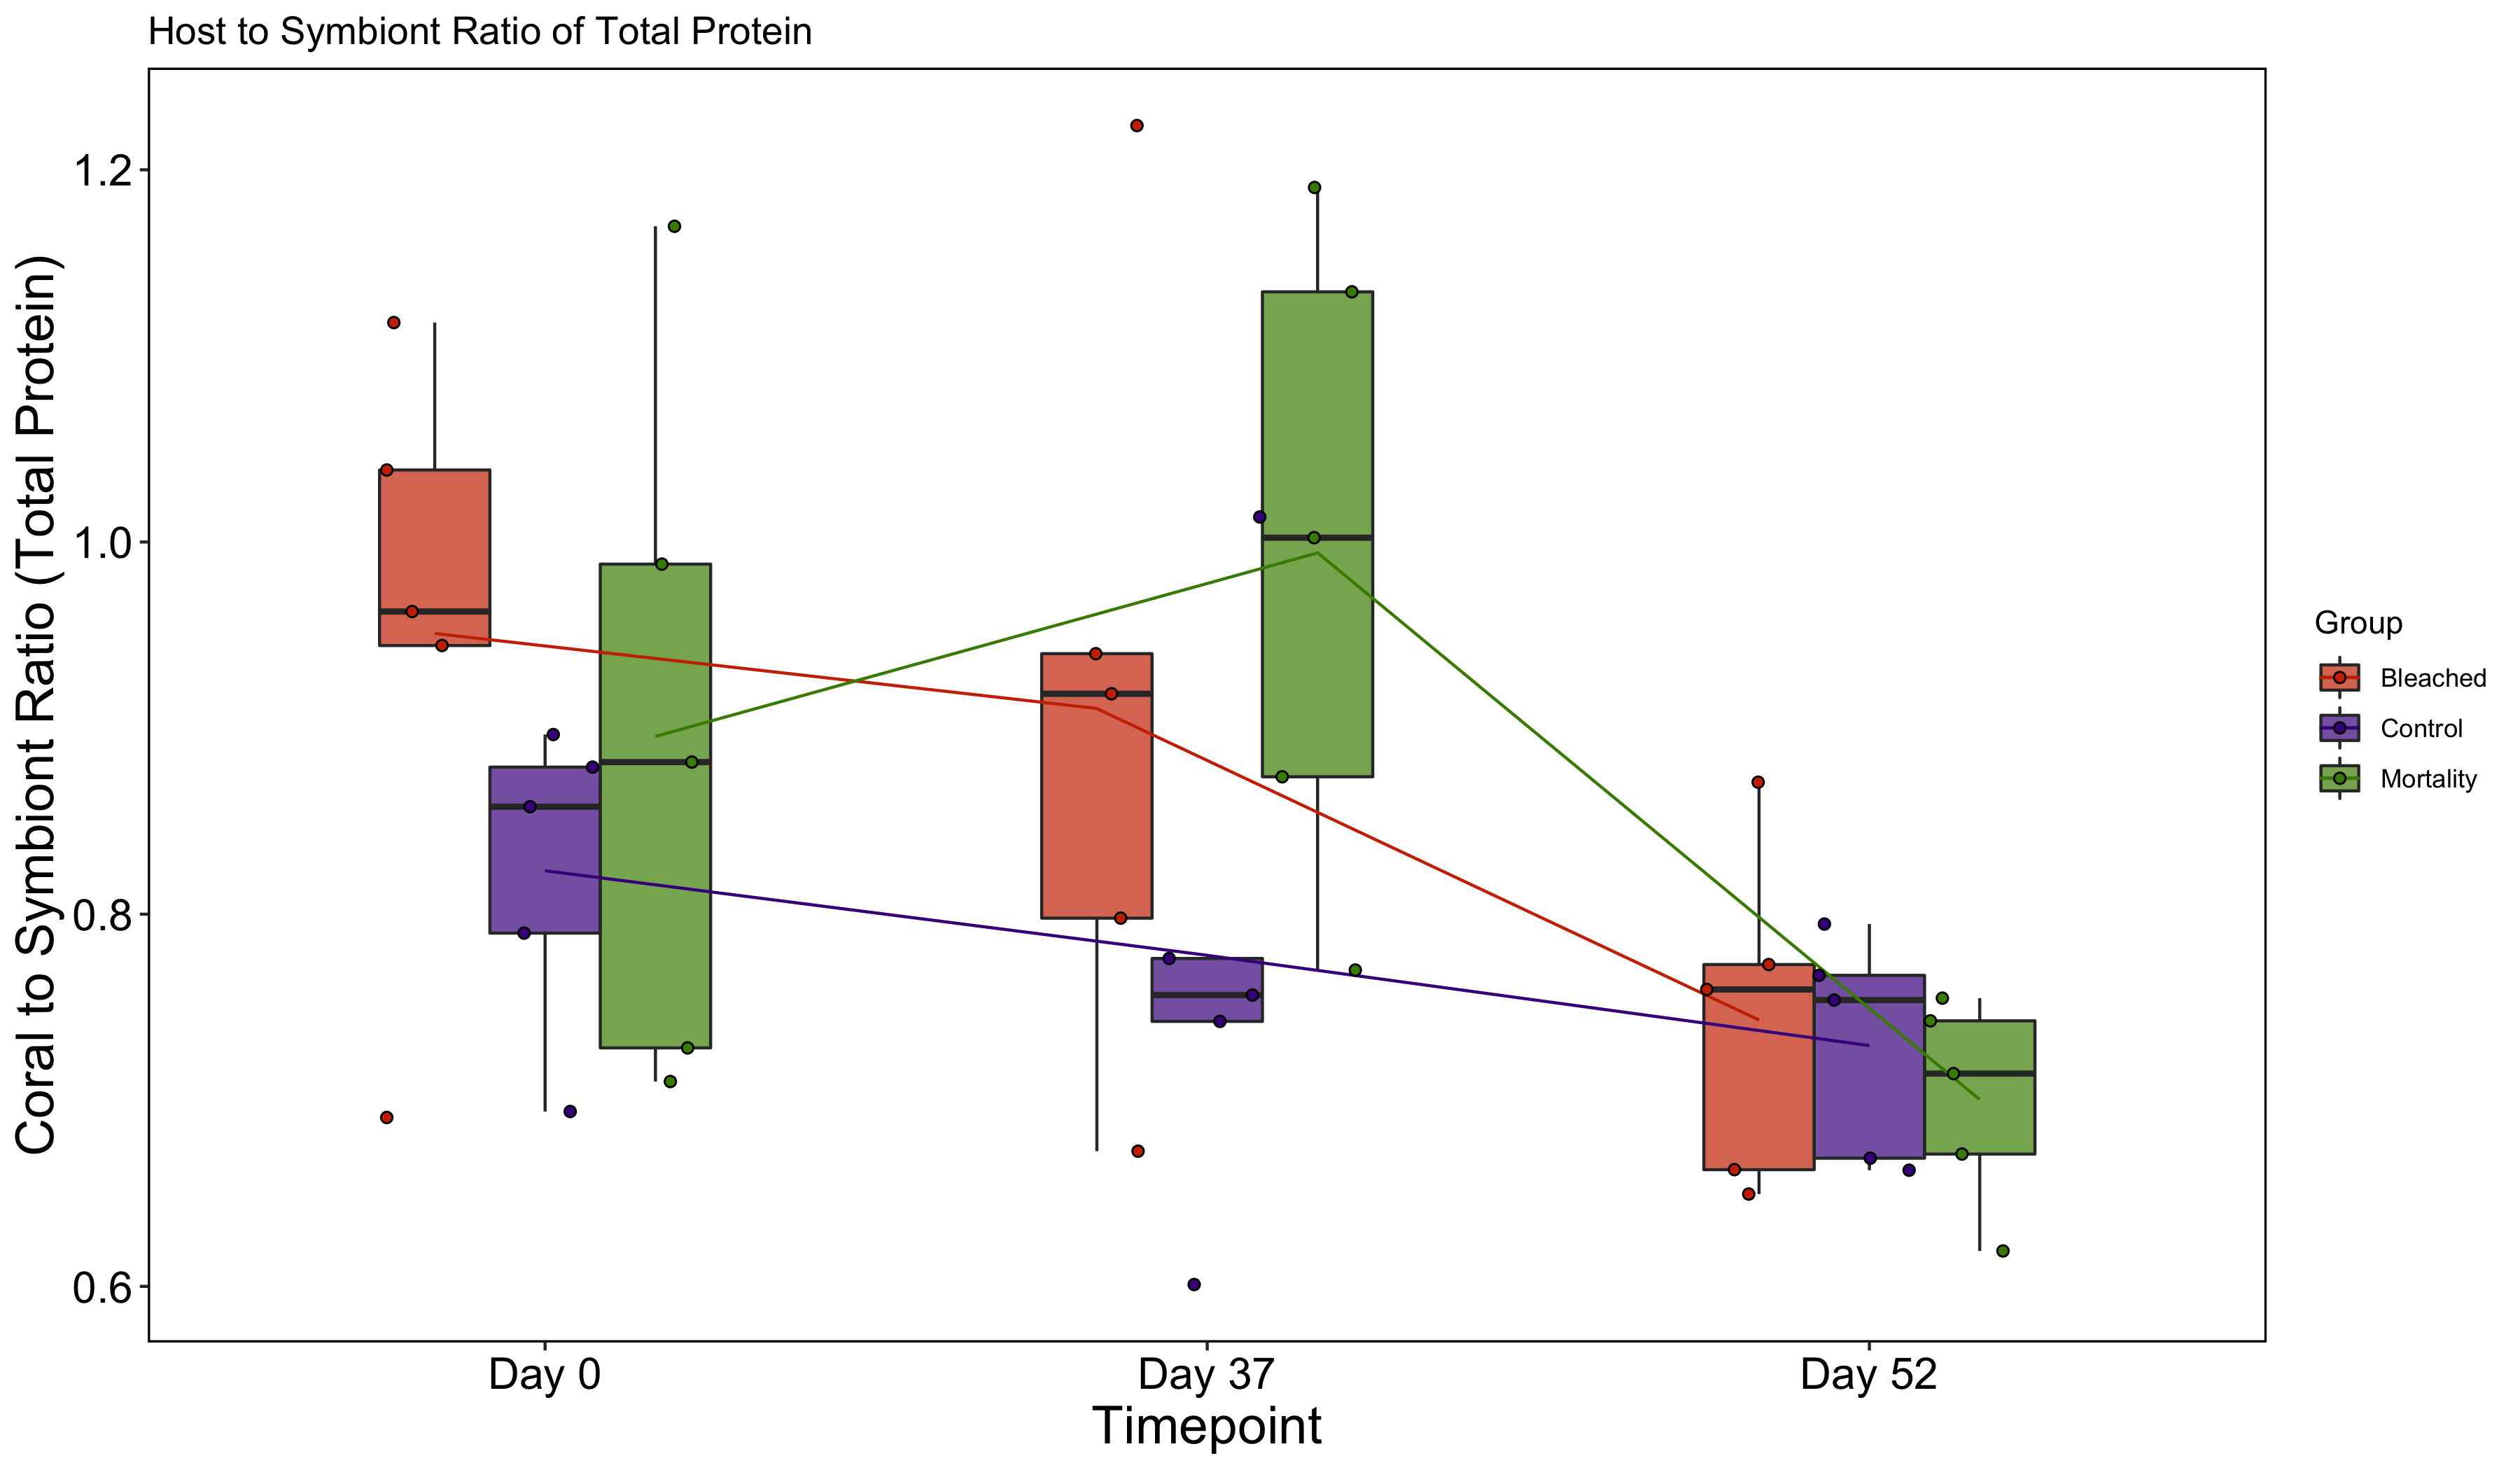 Host to Symbiont Ratio of Total Protein
Coral to Symbiont Ratio (Total Protein)
1.2
1.0
0.8
0.6
Day 0
Day 37
Day 52
Timepoint
Group
Bleached
Control
Mortality